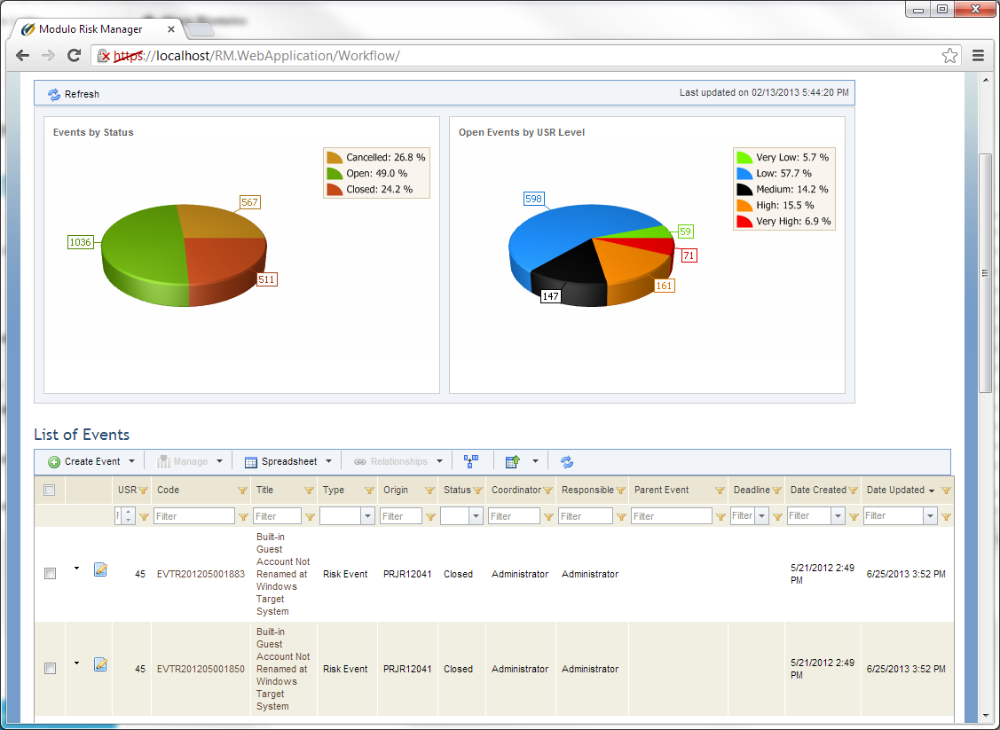 Modulo Risk Manager
https://localhost/RM.WebApplication/Workflow/
Refresh
Last updated on 02/13/2013 5:44:20 PM
Events by Status
Cancelled: 26.8 %
Open: 49.0 %
Closed: 24.2 %
567
1036
511
Open Events by USR Level
Very Low: 5.7 %
Low: 57.7 %
Medium: 14.2 %
High: 15.5 %
Very High: 6.9 %
598
59
71
161
147
List of Events
Create Event Manage Spreadsheet Relationships
USR Code Title Type Origin Status Coordinator Responsible Parent Event Deadline Date Created Date Updated
F Filter Filter Filter Filter Filter Filter Filter Filter Filter
Built-in
Guest
Account Not
Renamed at
Windows
Target
System
45 EVTR201205001883 Risk Event PRJR12041 Closed Administrator Administrator
5/21/2012 2:49
PM
6/25/2013 3:52 PM
Built-in
Guest
Account Not
Renamed at
Windows
Target
System
45 EVTR201205001850 Risk Event PRJR12041 Closed Administrator Administrator
5/21/2012 2:49
PM
6/25/2013 3:52 PM